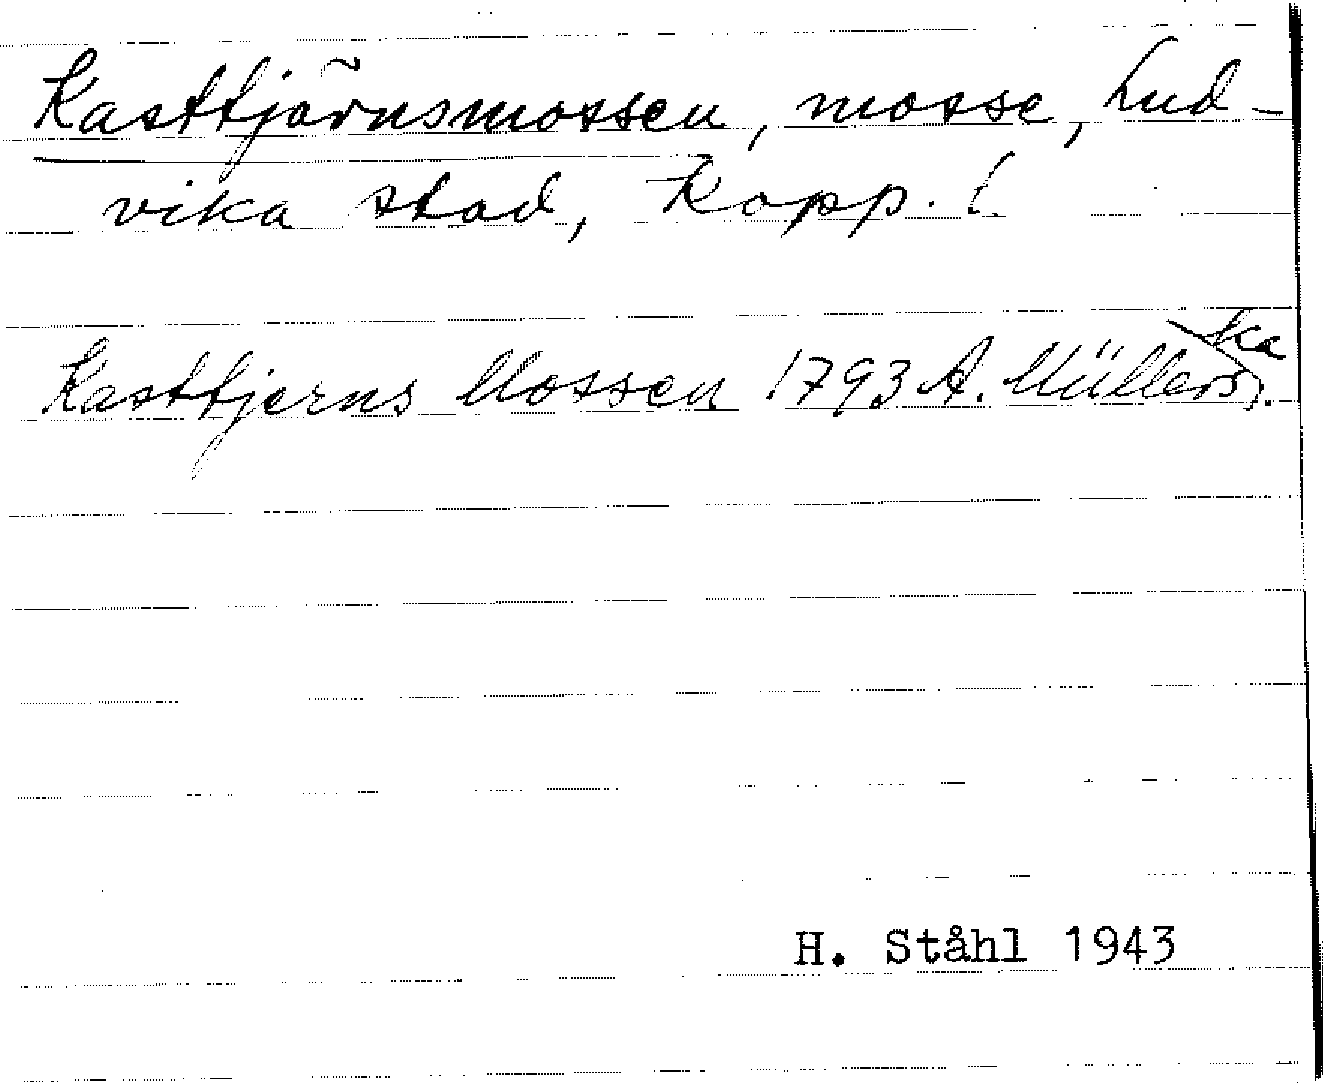 Kasttjärnsmossen, mosse, Lud-
vika stad, Kopp. l
Kasttjerns Mossen 1793 A. Müllers ka
H. Ståhl 1943